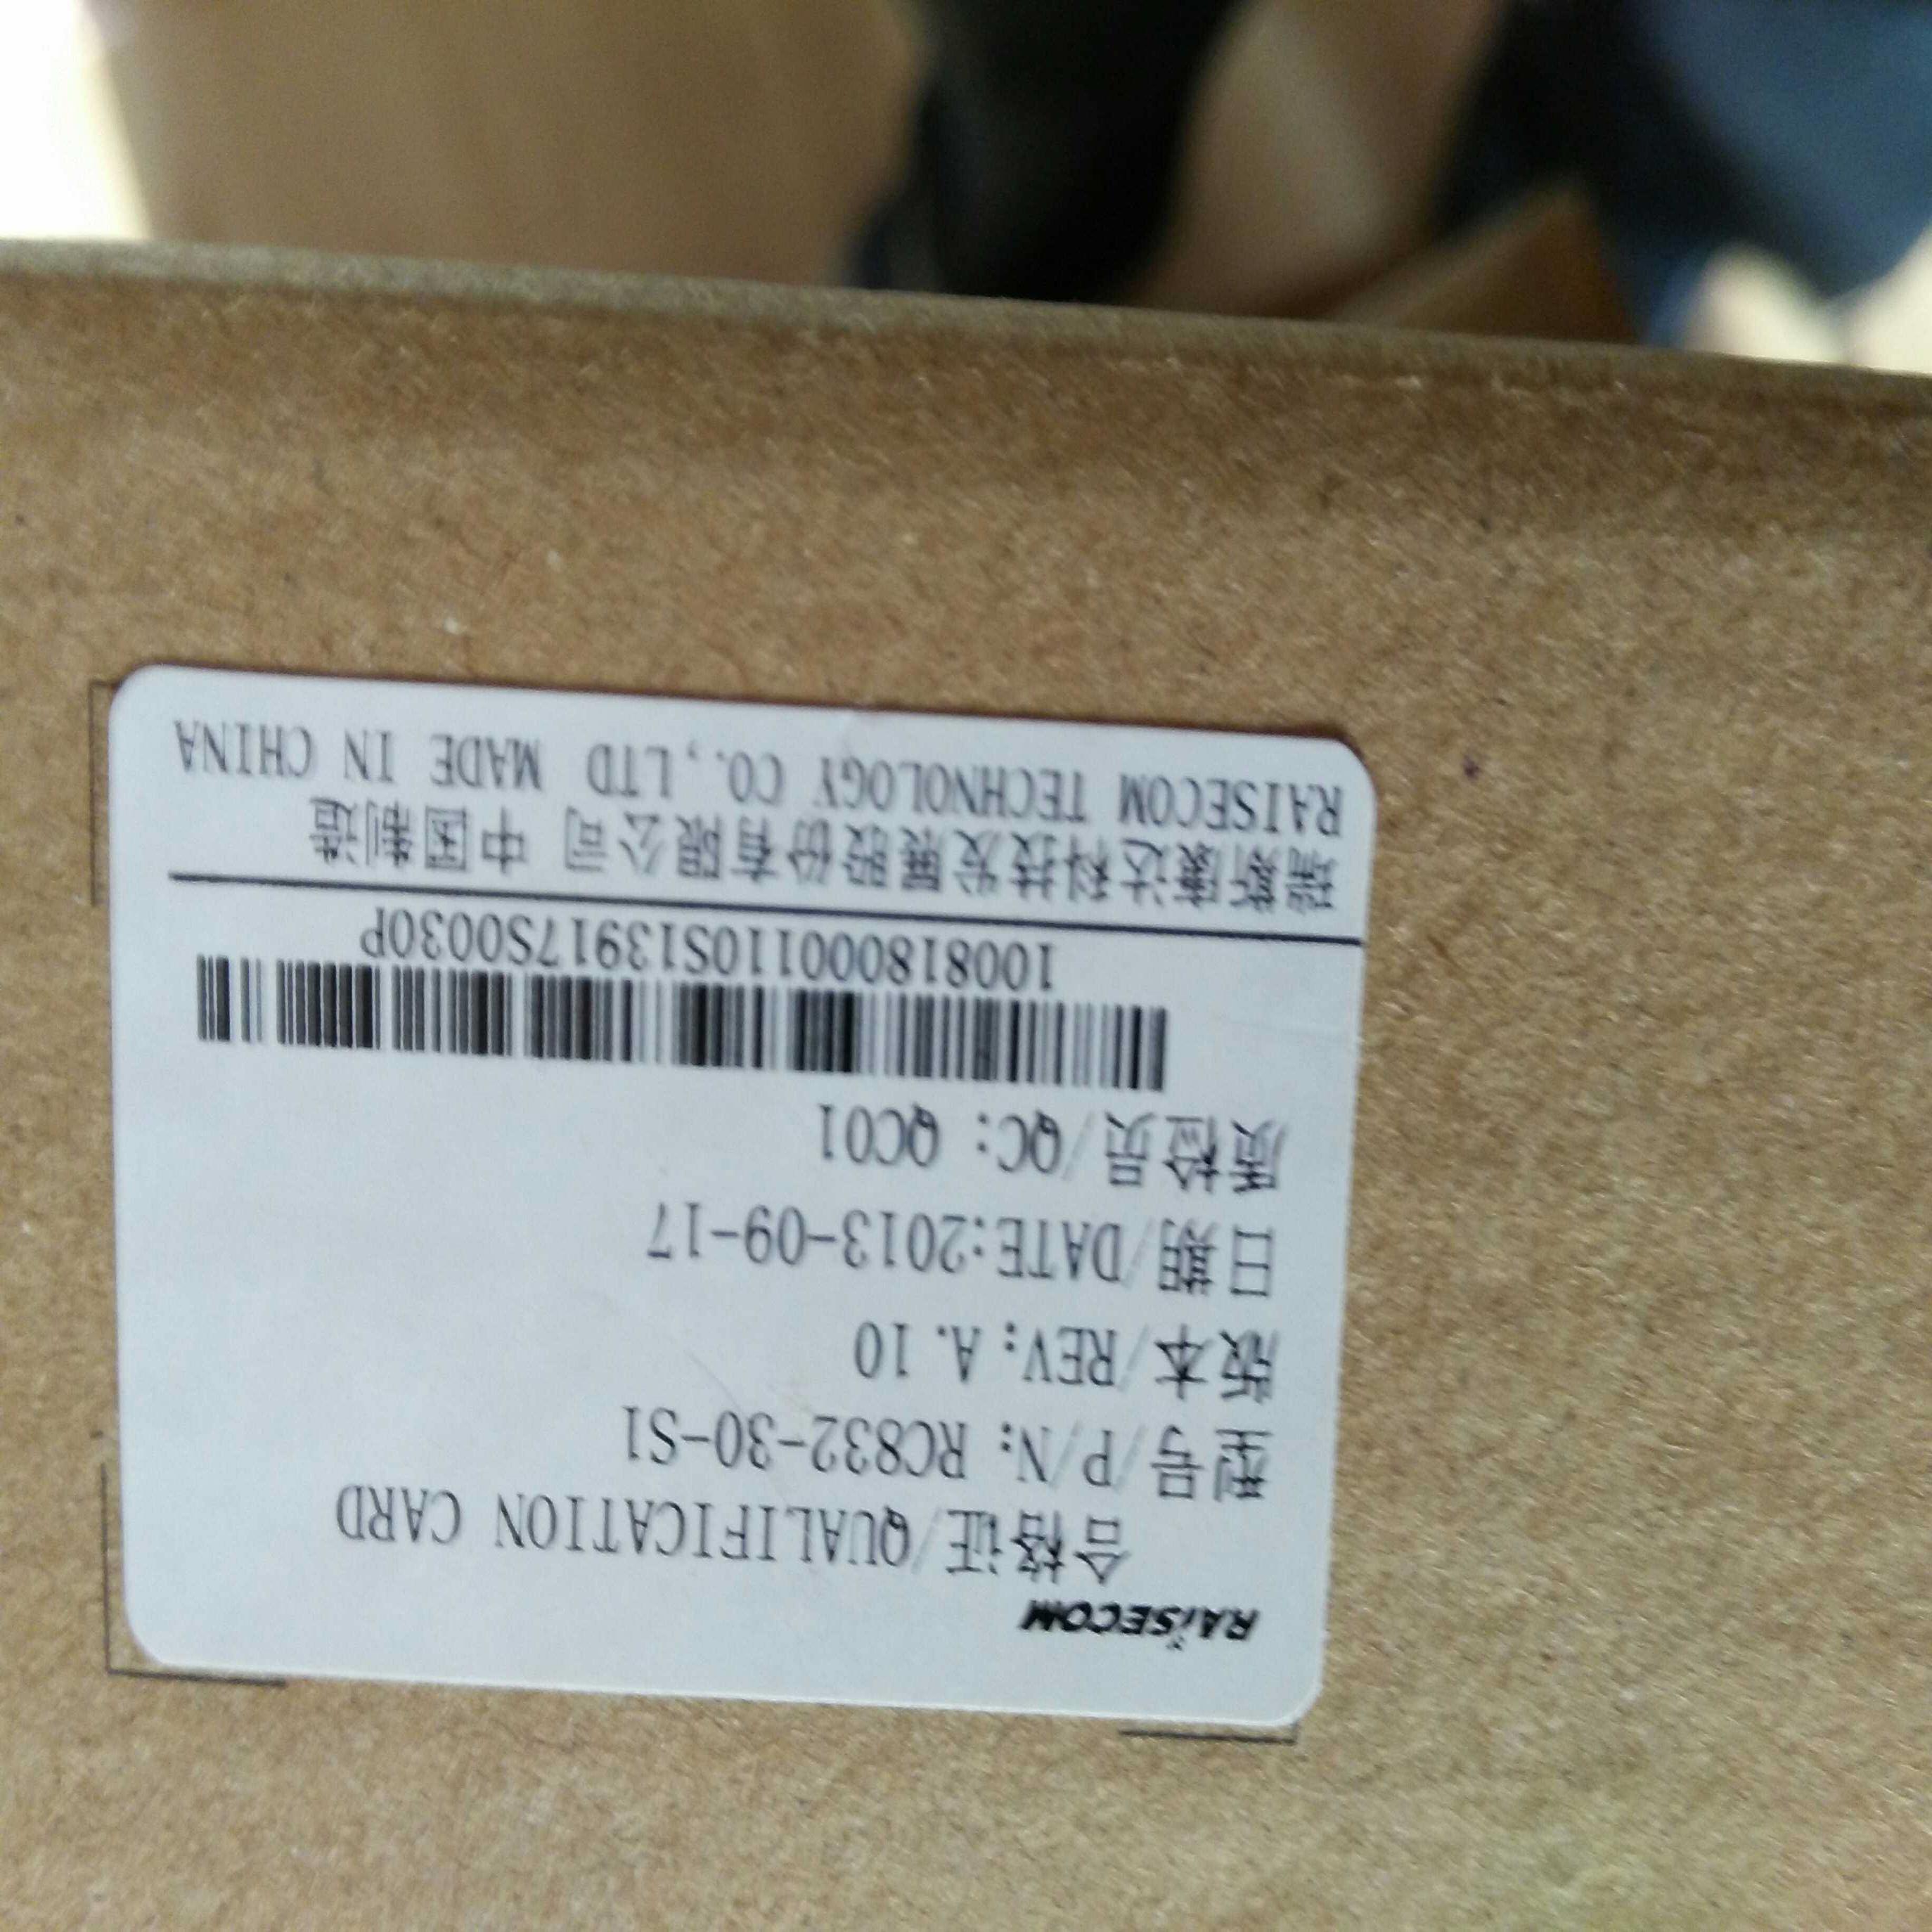 RAISECOM
合格证/QUALIFICATION CARD
型号/P/N: RC832-30-S1
版本/REV: A.10
日期/DATE:2013-09-17
质检员/QC: QC01
100818000110S13917S0030P
瑞斯康达科技发展股份有限公司 中国制造
RAISECOM TECHNOLOGY CO.,LTD MADE IN CHINA